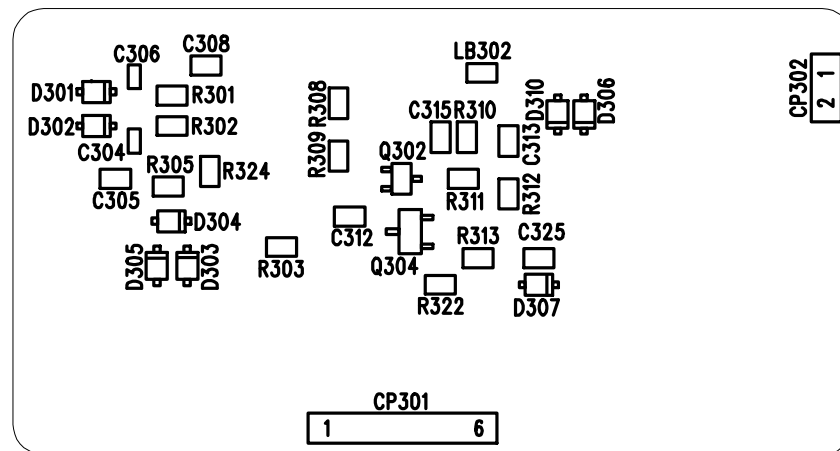 C306
C308
LB302
D301
R301
R308
D310
D306
CP302
1
2
D302
R302
C315
R310
C313
C304
R309
Q302
R305
R324
C305
R311
R312
D304
C312
D305
D303
R303
Q304
R313
C325
R322
D307
CP301
1
6